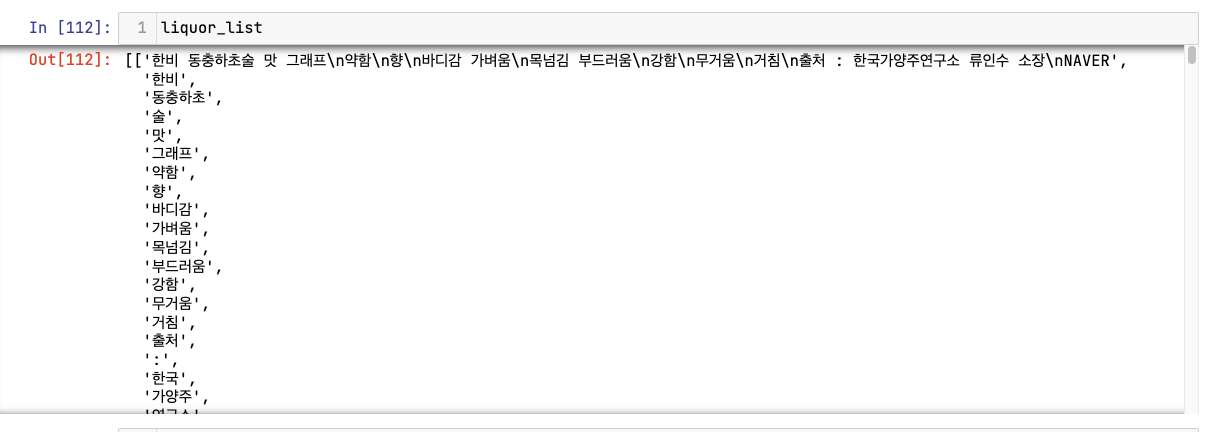 In [112]: 1 liquor_list
Out[112]: [['한비 동충하초술 맛 그래프\n약함\n향\n바디감 가벼움\n목넘김 부드러움\n강함\n무거움\n거침\n출처 : 한국가양주연구소 류인수 소장\nNAVER',
'한비',
'동충하초',
'술',
'맛',
'그래프',
'약함',
'향',
'바디감',
'가벼움',
'목넘김',
'부드러움',
'강함',
'무거움',
'거침',
'출처',
':',
'한국',
'가양주',